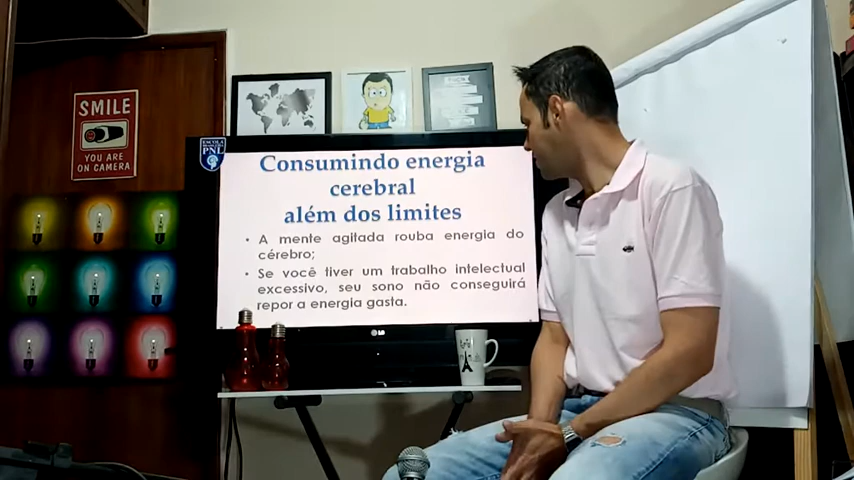 SMILE
YOU ARE
ON CAMERA
ESCOLA
PNL
Consumindo energia
cerebral
além dos limites
• A mente agitada rouba energia do
cérebro;
• Se você tiver um trabalho intelectual
excessivo, seu sono não conseguirá
repor a energia gasta.
LG